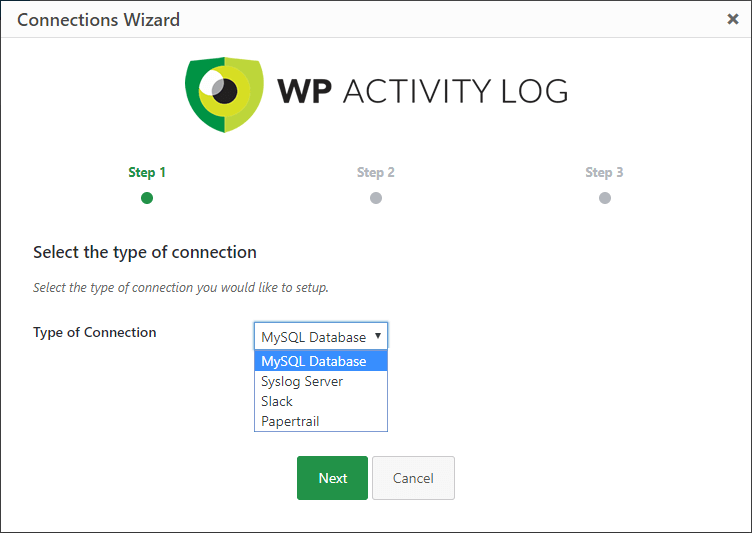 Connections Wizard
WP ACTIVITY LOG
Step 1 Step 2 Step 3
Select the type of connection
Select the type of connection you would like to setup.
Type of Connection MySQL Database
MySQL Database
Syslog Server
Slack
Papertrail
Next Cancel